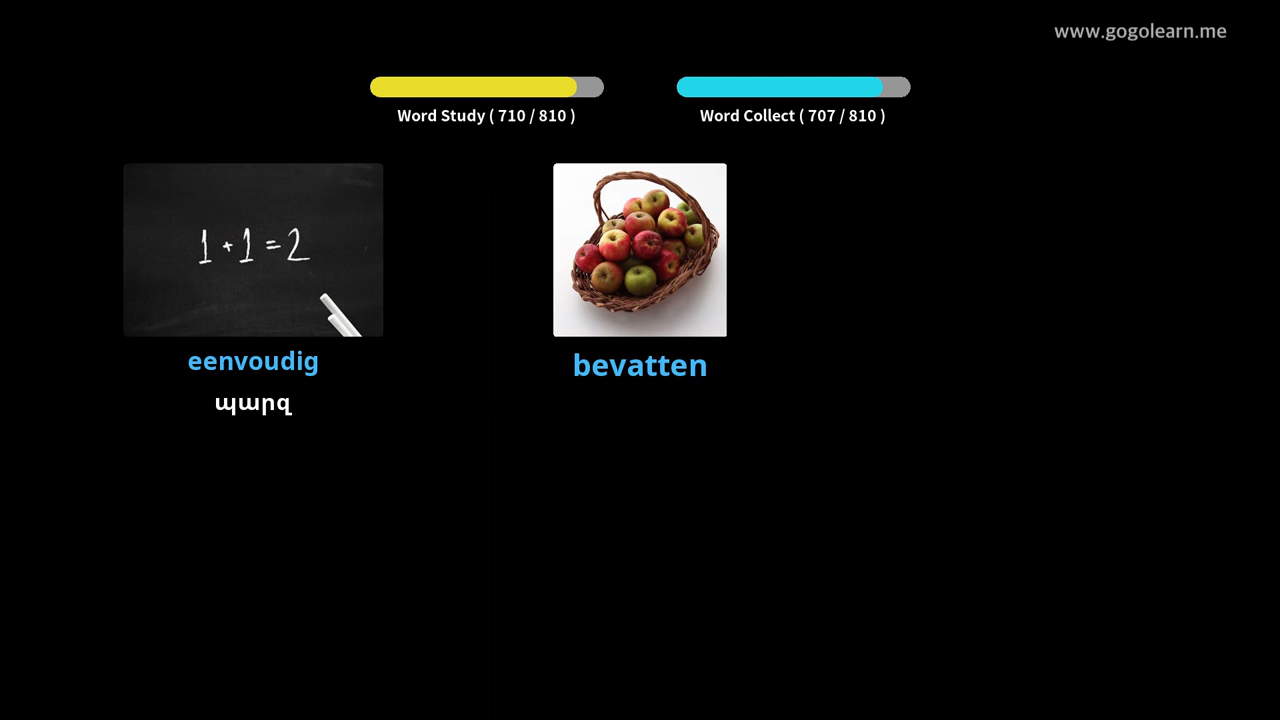 www.gogolearn.me
Word Study ( 710 / 810 )
Word Collect ( 707 / 810 )
1 + 1 = 2
eenvoudig
պարզ
bevatten